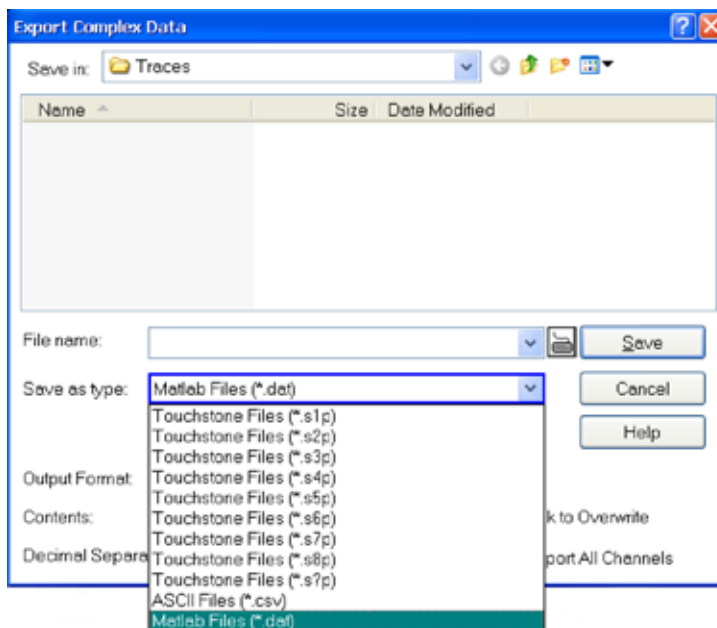 Export Complex Data
Save in: Traces
Name Size Date Modified
File name: Save
Save as type: Matlab Files (*.dat) Cancel
Touchstone Files (*.s1p)
Touchstone Files (*.s2p) Help
Touchstone Files (*.s3p)
Touchstone Files (*.s4p)
Output Format:
Touchstone Files (*.s5p)
Touchstone Files (*.s6p)
Contents: k to Overwrite
Touchstone Files (*.s7p)
Decimal Separa Touchstone Files (*.s8p) port All Channels
Touchstone Files (*.s?p)
ASCII Files (*.csv)
Matlab Files (*.dat)